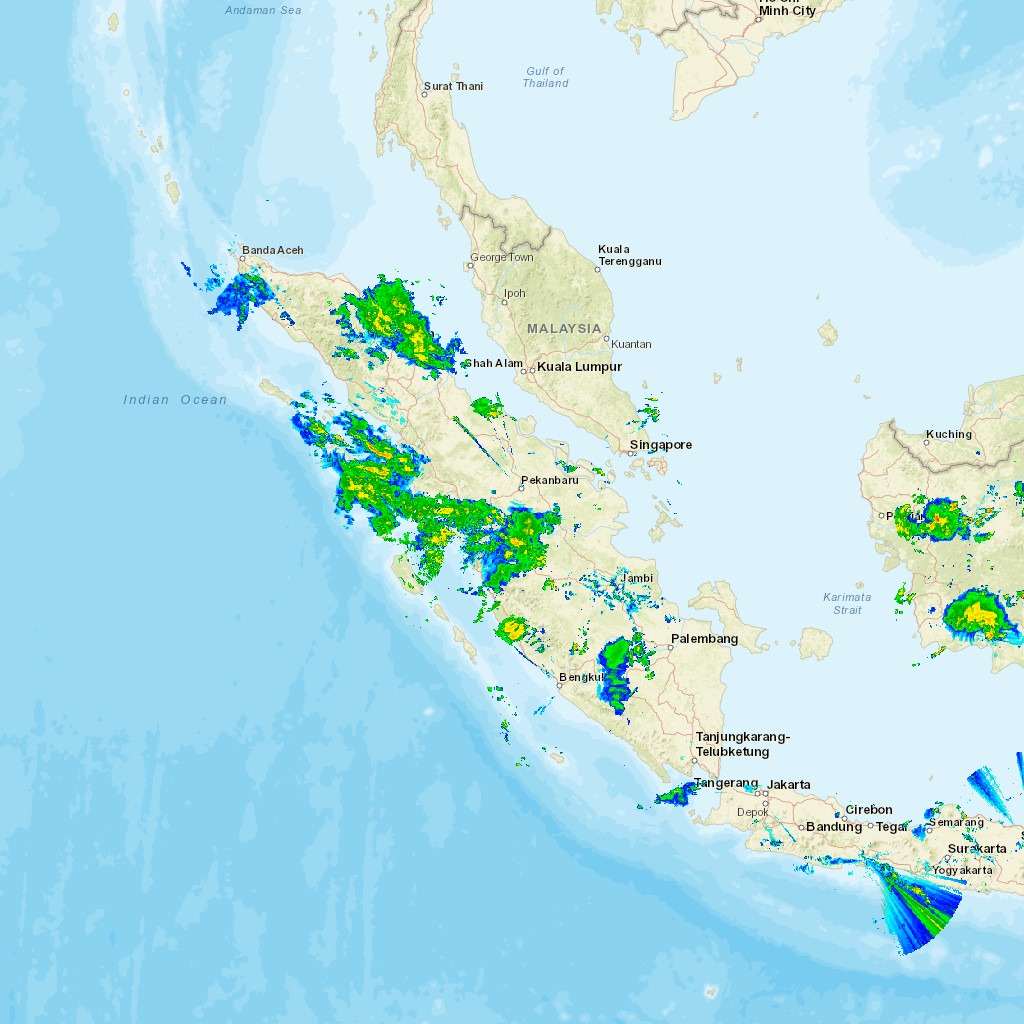 Andaman Sea
Minh City
Gulf of
Thailand
Surat Thani
Banda Aceh
George Town
Kuala
Terengganu
Ipoh
MALAYSIA
Kuantan
Shah Alam
Kuala Lumpur
Indian Ocean
Singapore
Kuching
Pekanbaru
Jambi
Karimata
Strait
Palembang
Bengkul
Tanjungkarang-
Telubketung
Tangerang
Jakarta
Depok
Cirebon
Bandung
Tegal
Semarang
Surakarta
Yogyakarta